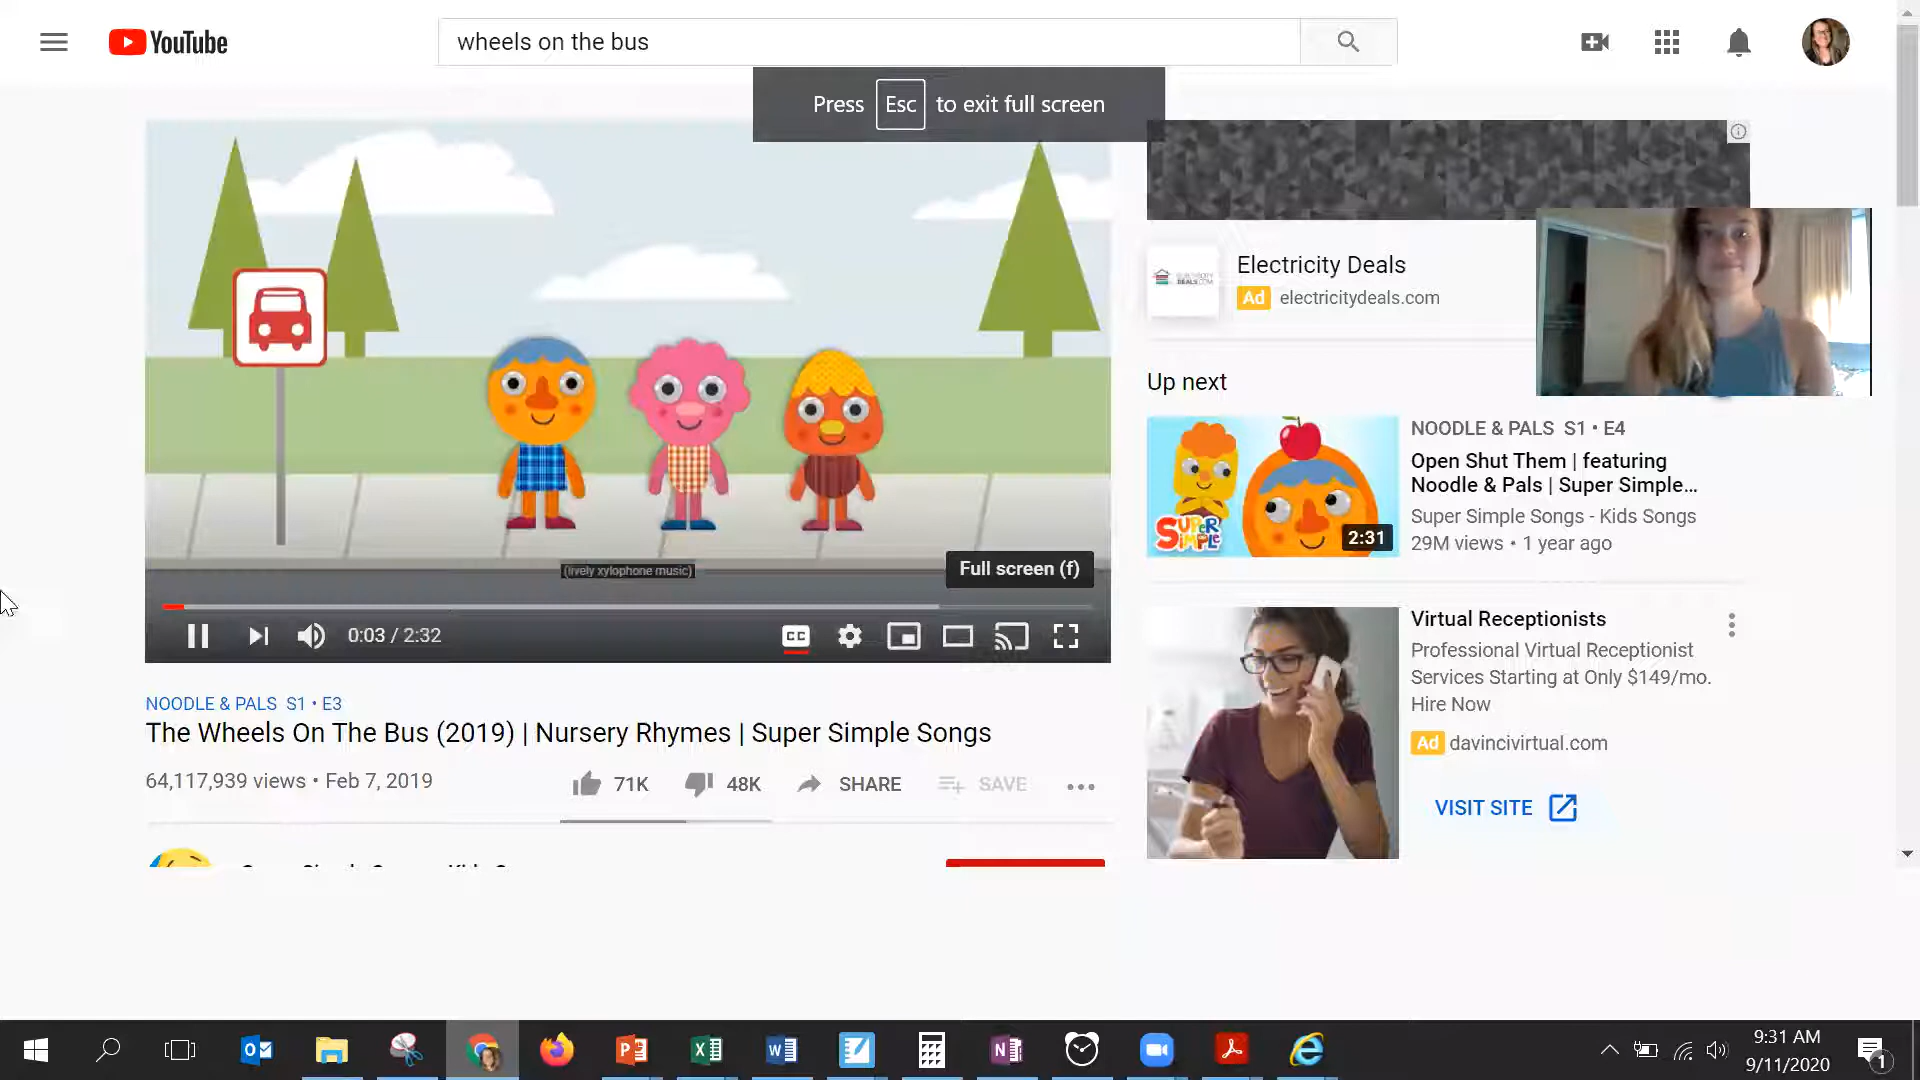 YouTube
wheels on the bus
Press Esc to exit full screen
Electricity Deals
Ad electricitydeals.com
Up next
NOODLE & PALS S1 • E4
Open Shut Them | featuring
Noodle & Pals | Super Simple...
Super Simple Songs - Kids Songs
29M views • 1 year ago
SUPER
SIMPLE
2:31
(lively xylophone music)
Full screen (f)
0:03 / 2:32
CC
NOODLE & PALS S1 • E3
The Wheels On The Bus (2019) | Nursery Rhymes | Super Simple Songs
64,117,939 views • Feb 7, 2019
71K
48K
SHARE
SAVE
Virtual Receptionists
Professional Virtual Receptionist
Services Starting at Only $149/mo.
Hire Now
Ad davincivirtual.com
VISIT SITE
9:31 AM
9/11/2020
1